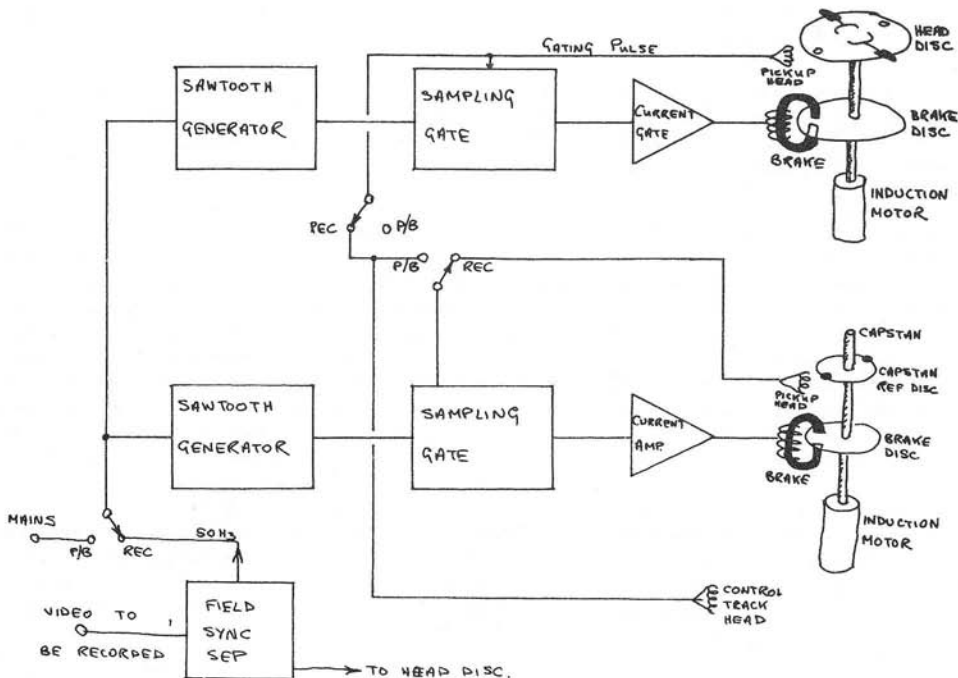 GATING PULSE
HEAD
DISC
PICKUP
HEAD
SAWTOOTH
GENERATOR
SAMPLING
GATE
CURRENT
GATE
BRAKE
BRAKE
DISC
INDUCTION
MOTOR
REC
P/B
P/B
REC
CAPSTAN
CAPSTAN
REF DISC
PICKUP
HEAD
SAWTOOTH
GENERATOR
SAMPLING
GATE
CURRENT
AMP.
BRAKE
BRAKE
DISC
INDUCTION
MOTOR
MAINS
P/B
REC
50Hz
VIDEO TO
BE RECORDED
FIELD
SYNC
SEP
TO HEAD DISC.
CONTROL
TRACK
HEAD